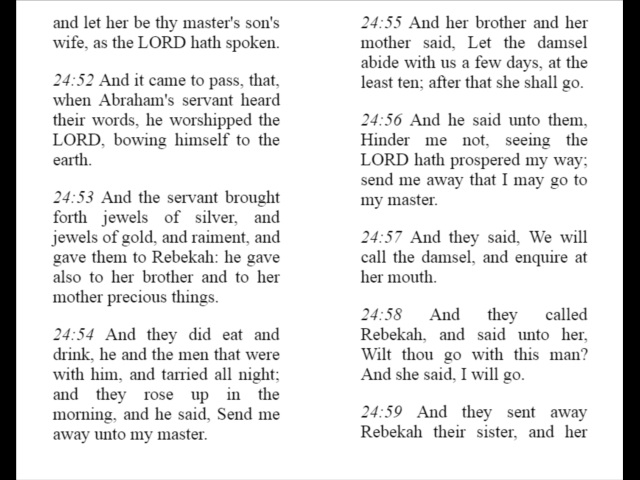 and let her be thy master's son's
wife, as the LORD hath spoken.
24:52 And it came to pass, that,
when Abraham's servant heard
their words, he worshipped the
LORD, bowing himself to the
earth.
24:53 And the servant brought
forth jewels of silver, and
jewels of gold, and raiment, and
gave them to Rebekah: he gave
also to her brother and to her
mother precious things.
24:54 And they did eat and
drink, he and the men that were
with him, and tarried all night;
and they rose up in the
morning, and he said, Send me
away unto my master.
24:55 And her brother and her
mother said, Let the damsel
abide with us a few days, at the
least ten; after that she shall go.
24:56 And he said unto them,
Hinder me not, seeing the
LORD hath prospered my way;
send me away that I may go to
my master.
24:57 And they said, We will
call the damsel, and enquire at
her mouth.
24:58 And they called
Rebekah, and said unto her,
Wilt thou go with this man?
And she said, I will go.
24:59 And they sent away
Rebekah their sister, and her